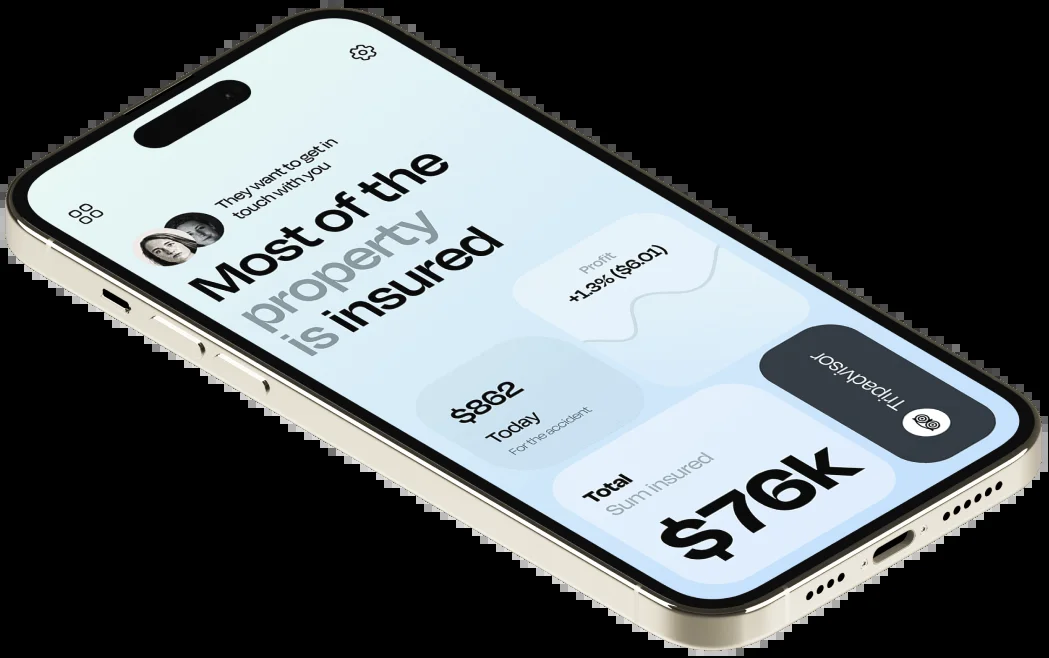 They want to get in
touch with you
Most of the
property
is insured
Profit
+1.3% ($6.01)
$862
Today
For the accident
Tripadvisor
Total
Sum insured
$76k